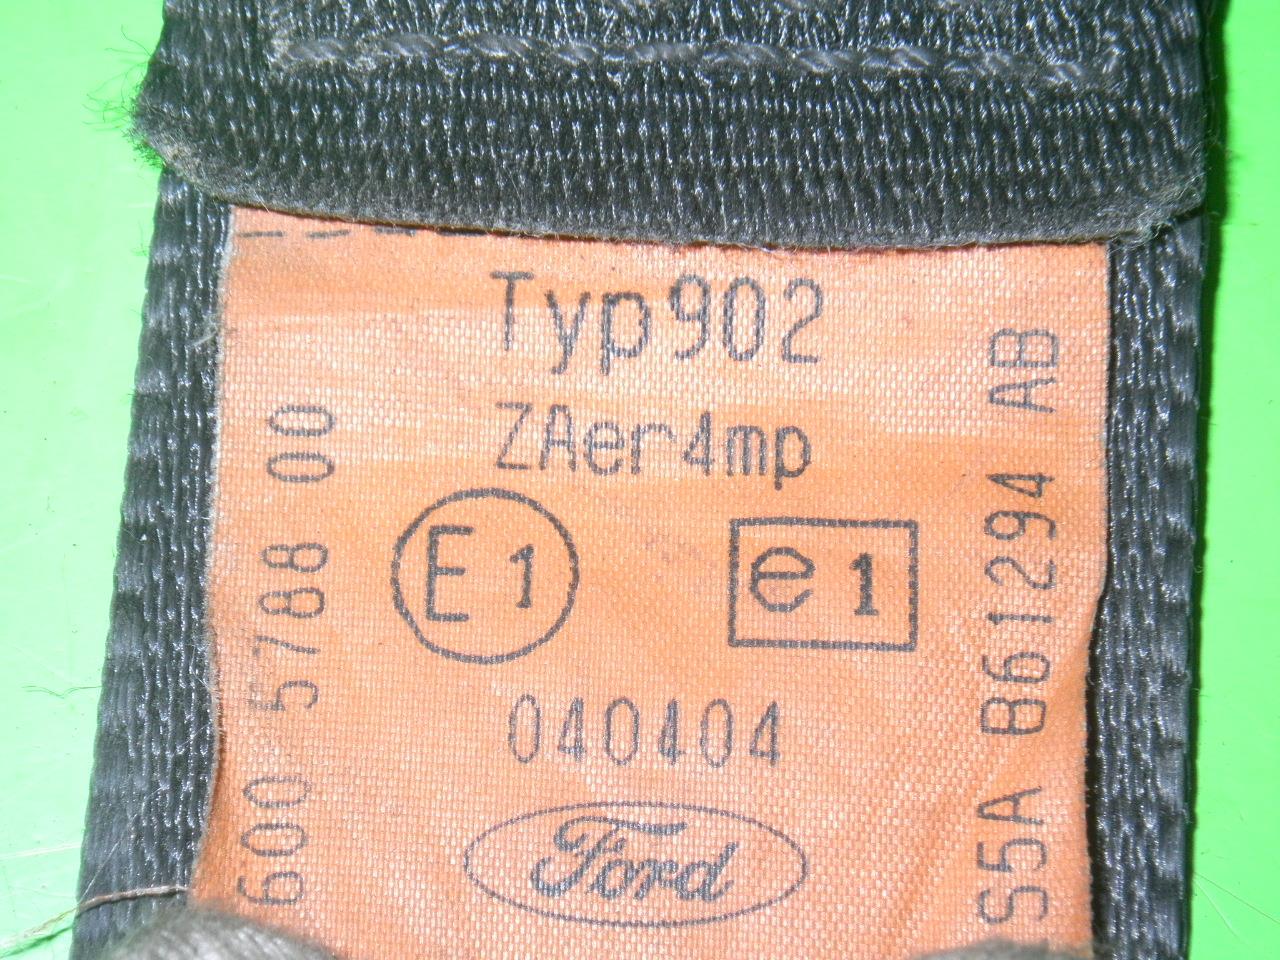 Typ902
ZAer4mp
E1
e1
040404
Ford
600 5788 00
S5A B61294 AB